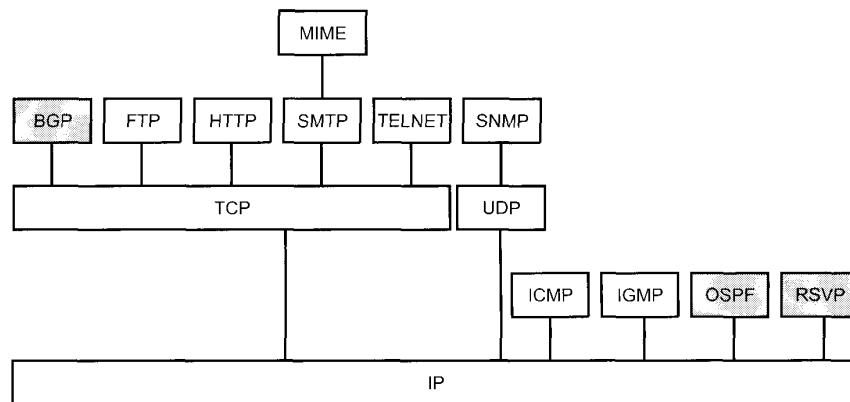 MIME
BGP FTP HTTP SMTP TELNET SNMP
TCP UDP
ICMP IGMP OSPF RSVP
IP